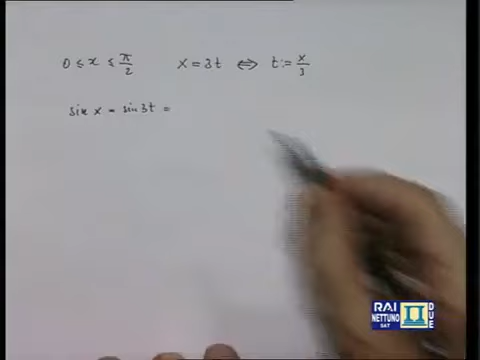 0 ≤ x ≤ π/2   x = 3t ⇔ t := x/3
sin x = sin 3t =
RAI
NETTUNO
SAT
DUE